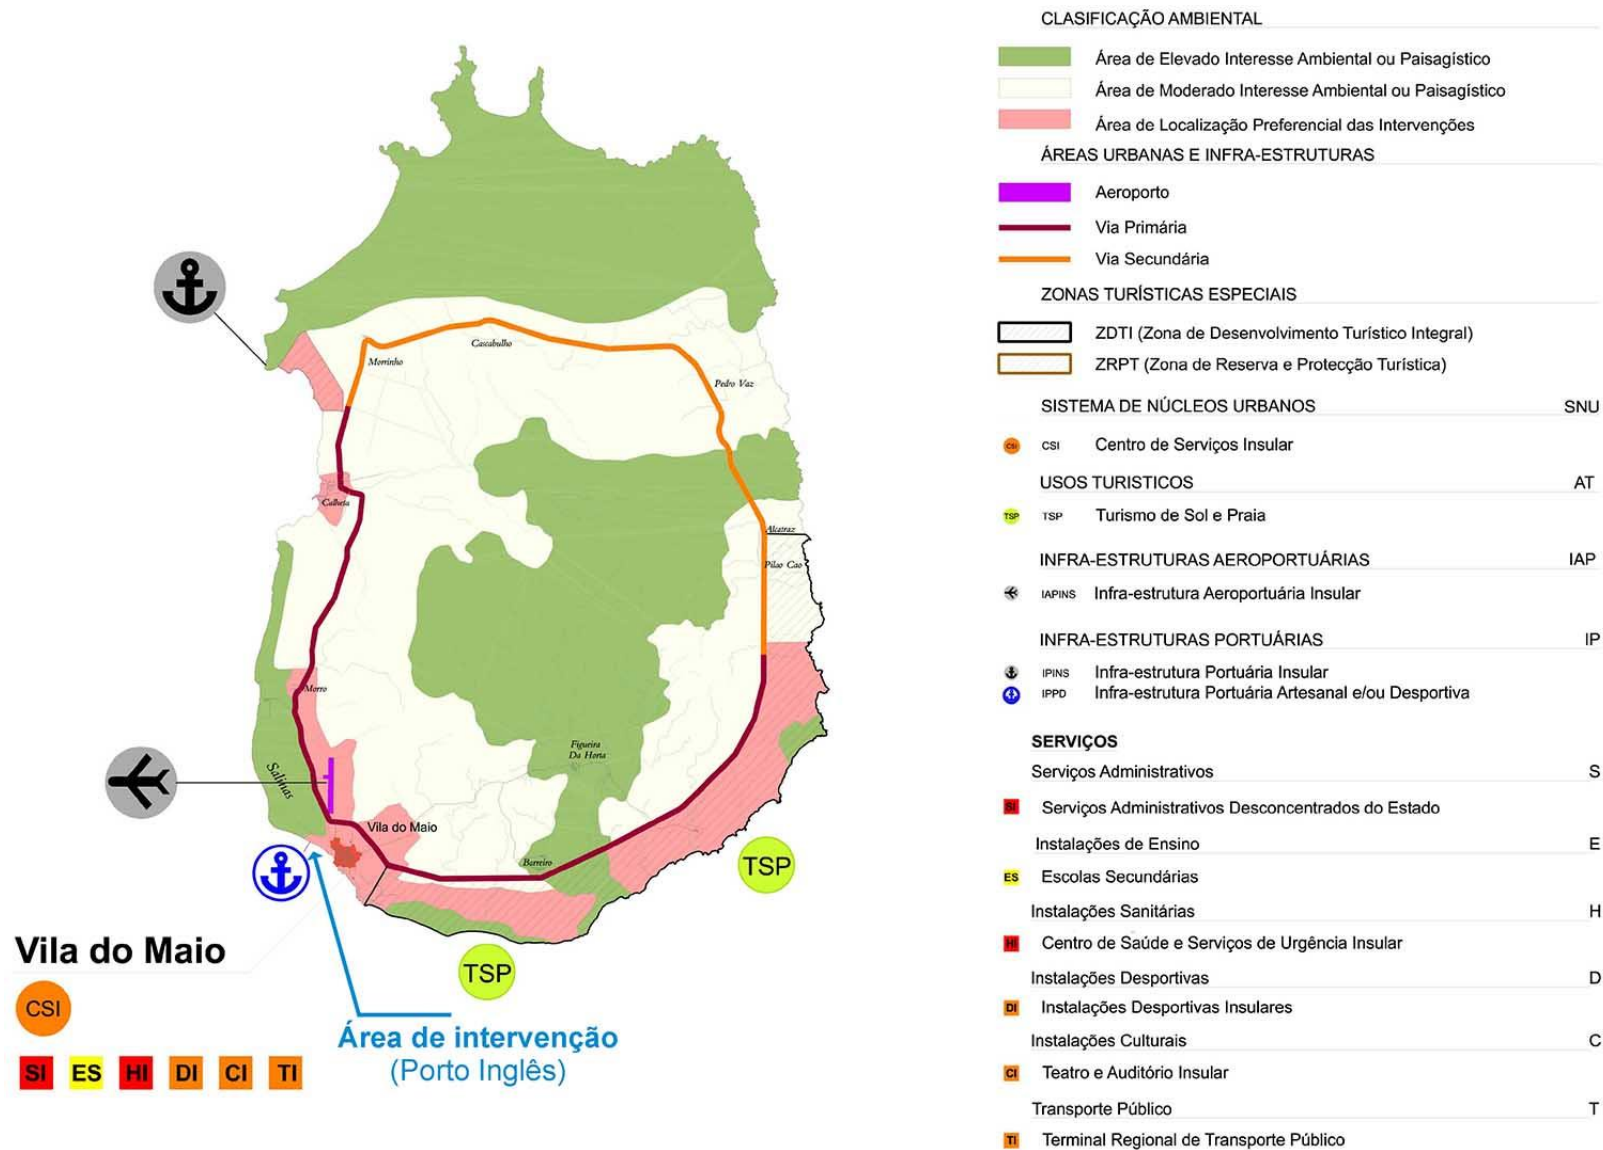 Morrinho
Cascabulho
Pedro Vaz
Calheta
Alcatraz
Pilao Cao
Morro
Figueira
Da Horta
Salinas
Vila do Maio
Barreiro
TSP
TSP
Vila do Maio
CSI
SI ES HI DI CI TI
Área de intervenção
(Porto Inglês)
CLASIFICAÇÃO AMBIENTAL
Área de Elevado Interesse Ambiental ou Paisagístico
Área de Moderado Interesse Ambiental ou Paisagístico
Área de Localização Preferencial das Intervenções
ÁREAS URBANAS E INFRA-ESTRUTURAS
Aeroporto
Via Primária
Via Secundária
ZONAS TURÍSTICAS ESPECIAIS
ZDTI (Zona de Desenvolvimento Turístico Integral)
ZRPT (Zona de Reserva e Protecção Turística)
SISTEMA DE NÚCLEOS URBANOS SNU
CSI CSI Centro de Serviços Insular
USOS TURISTICOS AT
TSP TSP Turismo de Sol e Praia
INFRA-ESTRUTURAS AEROPORTUÁRIAS IAP
IAPINS Infra-estrutura Aeroportuária Insular
INFRA-ESTRUTURAS PORTUÁRIAS IP
IPINS Infra-estrutura Portuária Insular
IPPD Infra-estrutura Portuária Artesanal e/ou Desportiva
SERVIÇOS
Serviços Administrativos S
SI Serviços Administrativos Desconcentrados do Estado
Instalações de Ensino E
ES Escolas Secundárias
Instalações Sanitárias H
HI Centro de Saúde e Serviços de Urgência Insular
Instalações Desportivas D
DI Instalações Desportivas Insulares
Instalações Culturais C
CI Teatro e Auditório Insular
Transporte Público T
TI Terminal Regional de Transporte Público